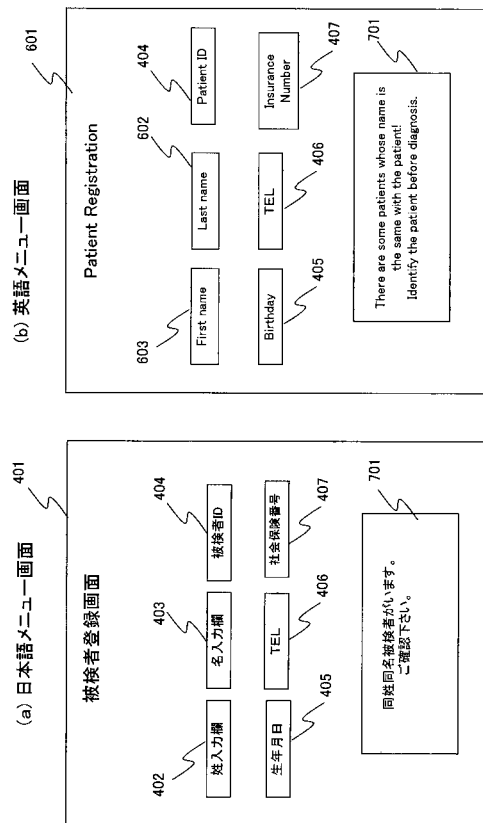 (a) 日本語メニュー画面
401
被検者登録画面
402
403
404
姓入力欄
名入力欄
被検者ID
生年月日
TEL
社会保険番号
405
406
407
701
同姓同名被検者がいます。
ご確認下さい。
(b) 英語メニュー画面
601
Patient Registration
603
602
404
First name
Last name
Patient ID
Birthday
TEL
Insurance
Number
405
406
407
701
There are some patients whose name is
the same with the patient!
Identify the patient before diagnosis.